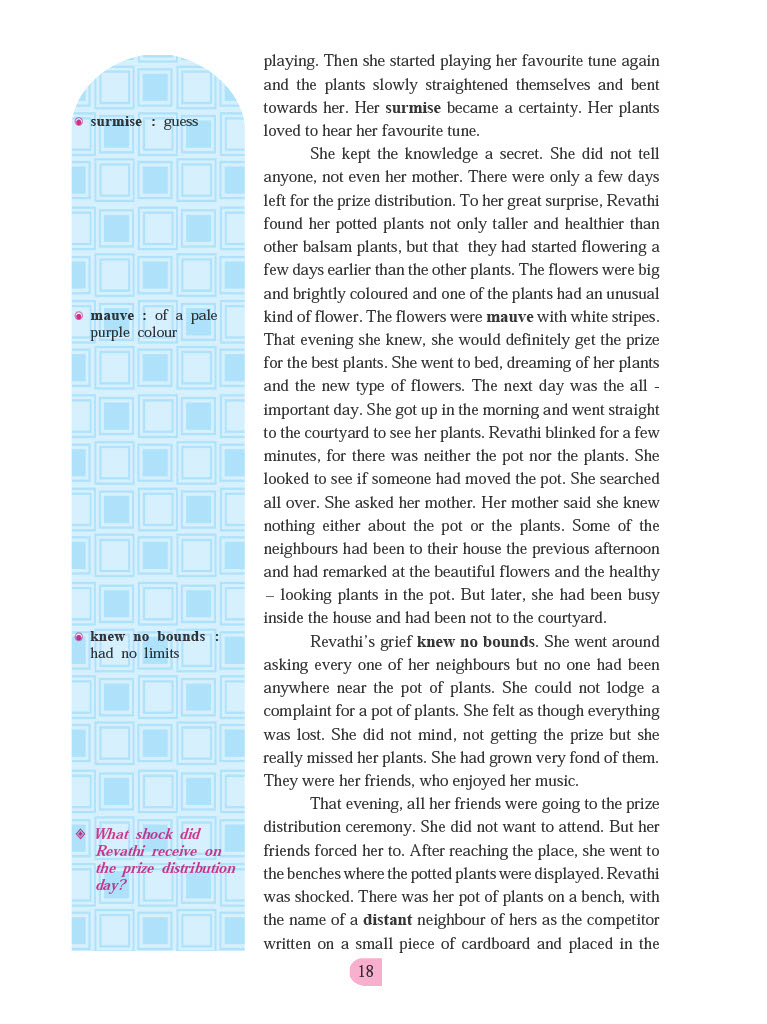 playing. Then she started playing her favourite tune again
and the plants slowly straightened themselves and bent
towards her. Her surmise became a certainty. Her plants
loved to hear her favourite tune.
She kept the knowledge a secret. She did not tell
anyone, not even her mother. There were only a few days
left for the prize distribution. To her great surprise, Revathi
found her potted plants not only taller and healthier than
other balsam plants, but that they had started flowering a
few days earlier than the other plants. The flowers were big
and brightly coloured and one of the plants had an unusual
kind of flower. The flowers were mauve with white stripes.
That evening she knew, she would definitely get the prize
for the best plants. She went to bed, dreaming of her plants
and the new type of flowers. The next day was the all -
important day. She got up in the morning and went straight
to the courtyard to see her plants. Revathi blinked for a few
minutes, for there was neither the pot nor the plants. She
looked to see if someone had moved the pot. She searched
all over. She asked her mother. Her mother said she knew
nothing either about the pot or the plants. Some of the
neighbours had been to their house the previous afternoon
and had remarked at the beautiful flowers and the healthy
– looking plants in the pot. But later, she had been busy
inside the house and had been not to the courtyard.
Revathi's grief knew no bounds. She went around
asking every one of her neighbours but no one had been
anywhere near the pot of plants. She could not lodge a
complaint for a pot of plants. She felt as though everything
was lost. She did not mind, not getting the prize but she
really missed her plants. She had grown very fond of them.
They were her friends, who enjoyed her music.
That evening, all her friends were going to the prize
distribution ceremony. She did not want to attend. But her
friends forced her to. After reaching the place, she went to
the benches where the potted plants were displayed. Revathi
was shocked. There was her pot of plants on a bench, with
the name of a distant neighbour of hers as the competitor
written on a small piece of cardboard and placed in the
surmise : guess
mauve : of a pale
purple colour
knew no bounds :
had no limits
What shock did
Revathi receive on
the prize distribution
day?
18